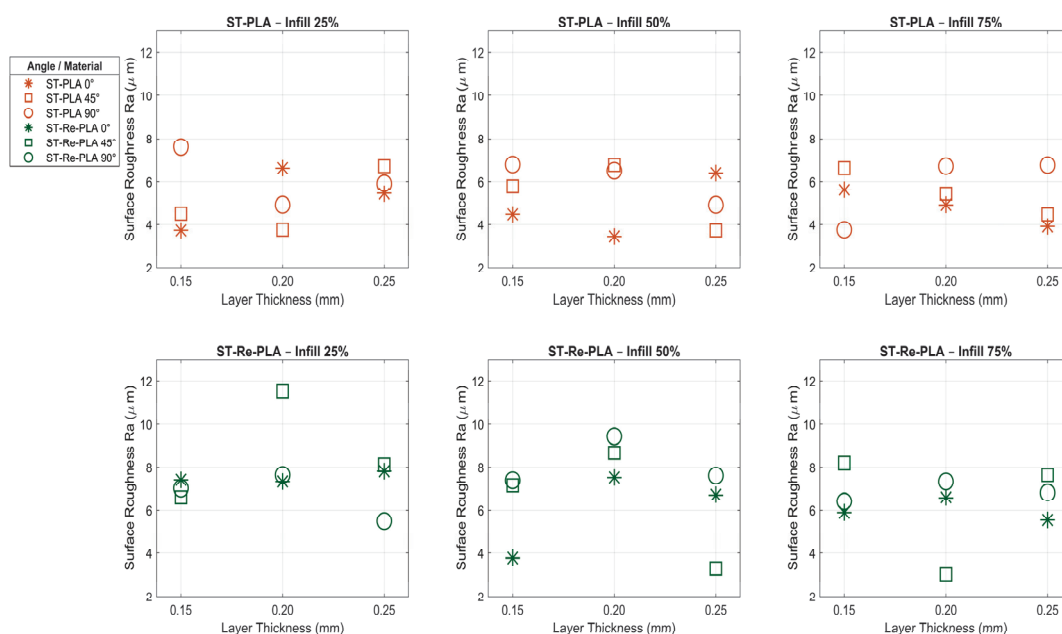 ST-PLA – Infill 25%
ST-PLA – Infill 50%
ST-PLA – Infill 75%
Angle / Material
ST-PLA 0°
ST-PLA 45°
ST-PLA 90°
ST-Re-PLA 0°
ST-Re-PLA 45°
ST-Re-PLA 90°
Surface Roughness Ra (μm)
12
10
8
6
4
2
0.15 0.20 0.25
Layer Thickness (mm)
Surface Roughness Ra (μm)
12
10
8
6
4
2
0.15 0.20 0.25
Layer Thickness (mm)
Surface Roughness Ra (μm)
12
10
8
6
4
2
0.15 0.20 0.25
Layer Thickness (mm)
ST-Re-PLA – Infill 25%
ST-Re-PLA – Infill 50%
ST-Re-PLA – Infill 75%
Surface Roughness Ra (μm)
12
10
8
6
4
2
0.15 0.20 0.25
Layer Thickness (mm)
Surface Roughness Ra (μm)
12
10
8
6
4
2
0.15 0.20 0.25
Layer Thickness (mm)
Surface Roughness Ra (μm)
12
10
8
6
4
2
0.15 0.20 0.25
Layer Thickness (mm)